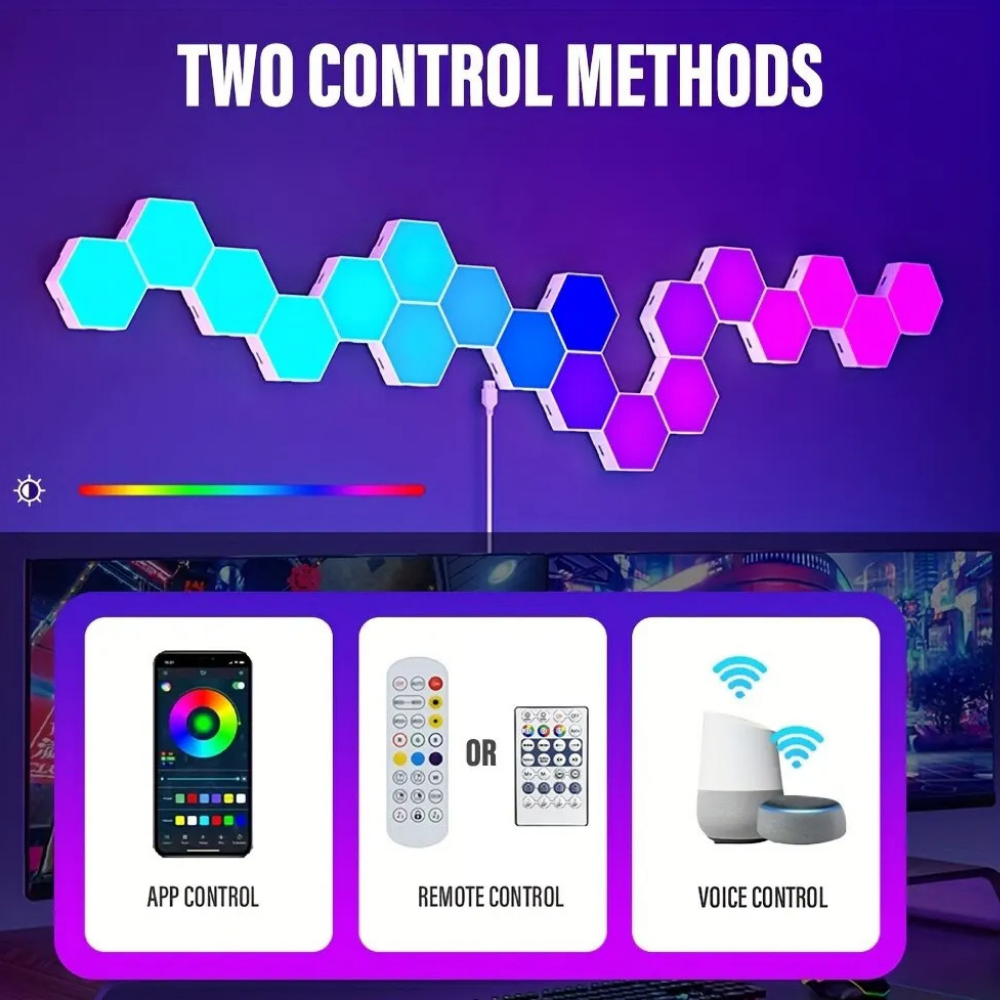 TWO CONTROL METHODS
OR
APP CONTROL
REMOTE CONTROL
VOICE CONTROL